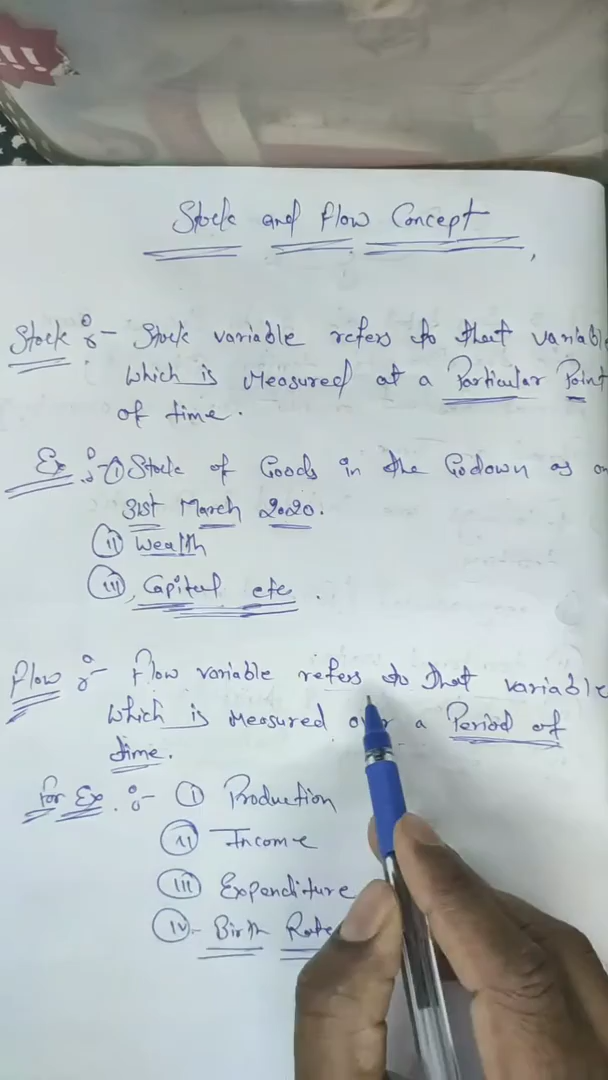 !!!
Stock and Flow Concept
Stock :- Stock variable refers to that variable
which is Measured at a Particular Point
of time.
Ex :- (i) Stock of Goods in the Godown as on
31st March 2020.
(ii) Wealth
(iii) Capital etc.
Flow :- Flow variable refers to that variable
which is Measured over a Period of
time.
For Ex. :- (i) Production
(ii) Income
(iii) Expenditure
(iv) - Birth Rate